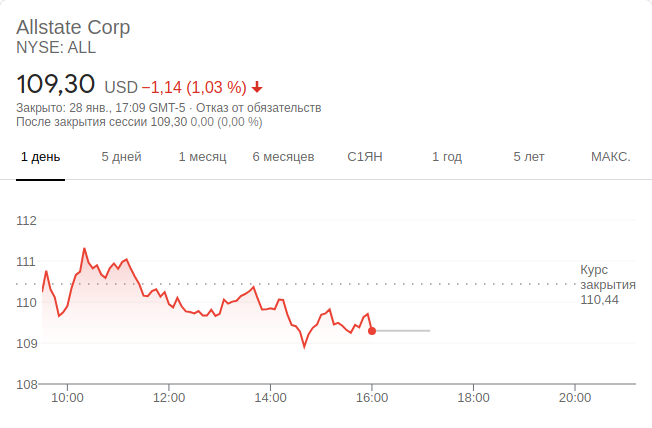 Allstate Corp
NYSE: ALL
109,30 USD −1,14 (1,03 %)
Закрыто: 28 янв., 17:09 GMT-5 · Отказ от обязательств
После закрытия сессии 109,30 0,00 (0,00 %)
1 день 5 дней 1 месяц 6 месяцев С1ЯН 1 год 5 лет МАКС.
112
111
110
109
108
Курс
закрытия
110,44
10:00 12:00 14:00 16:00 18:00 20:00